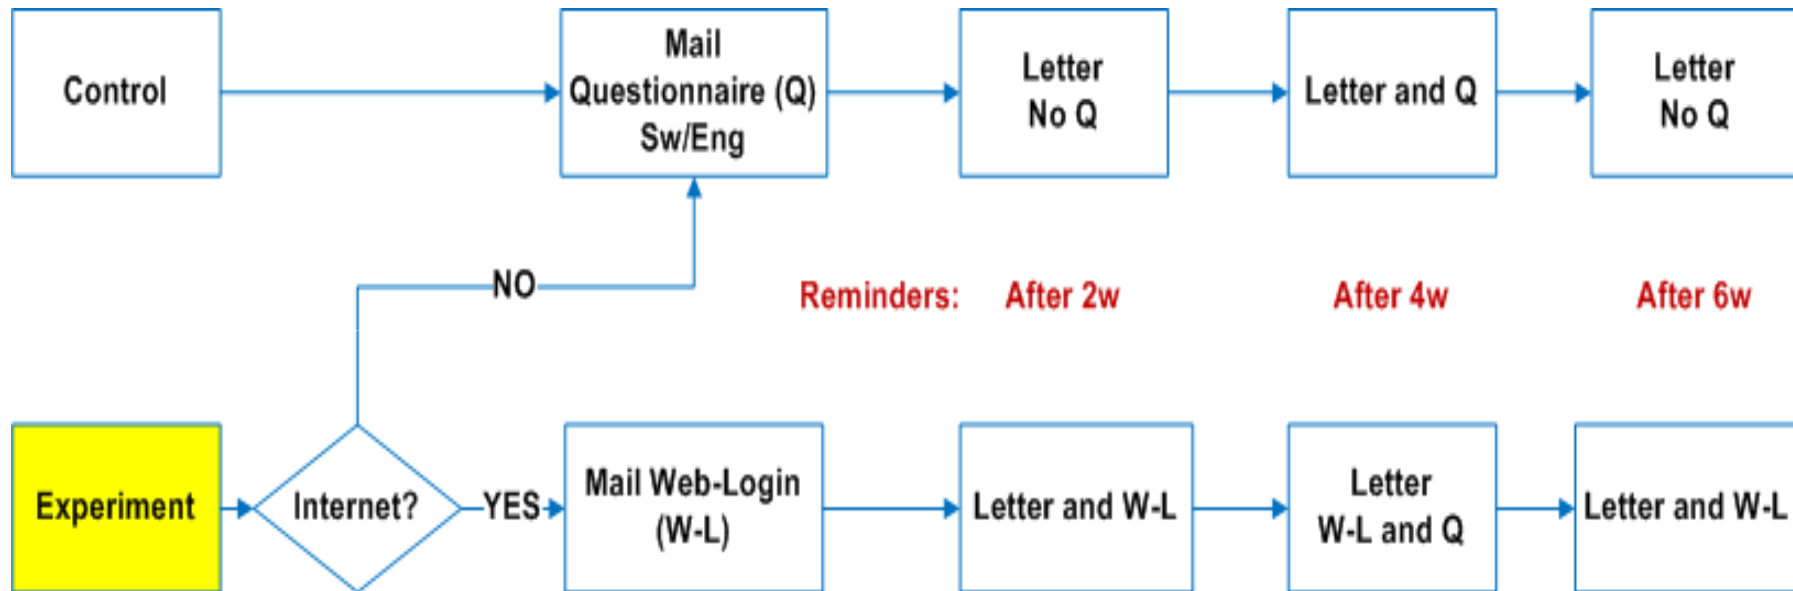 Control
Mail
Questionnaire (Q)
Sw/Eng
Letter
No Q
Letter and Q
Letter
No Q
NO
Reminders:
After 2w
After 4w
After 6w
Experiment
Internet?
YES
Mail Web-Login
(W-L)
Letter and W-L
Letter
W-L and Q
Letter and W-L